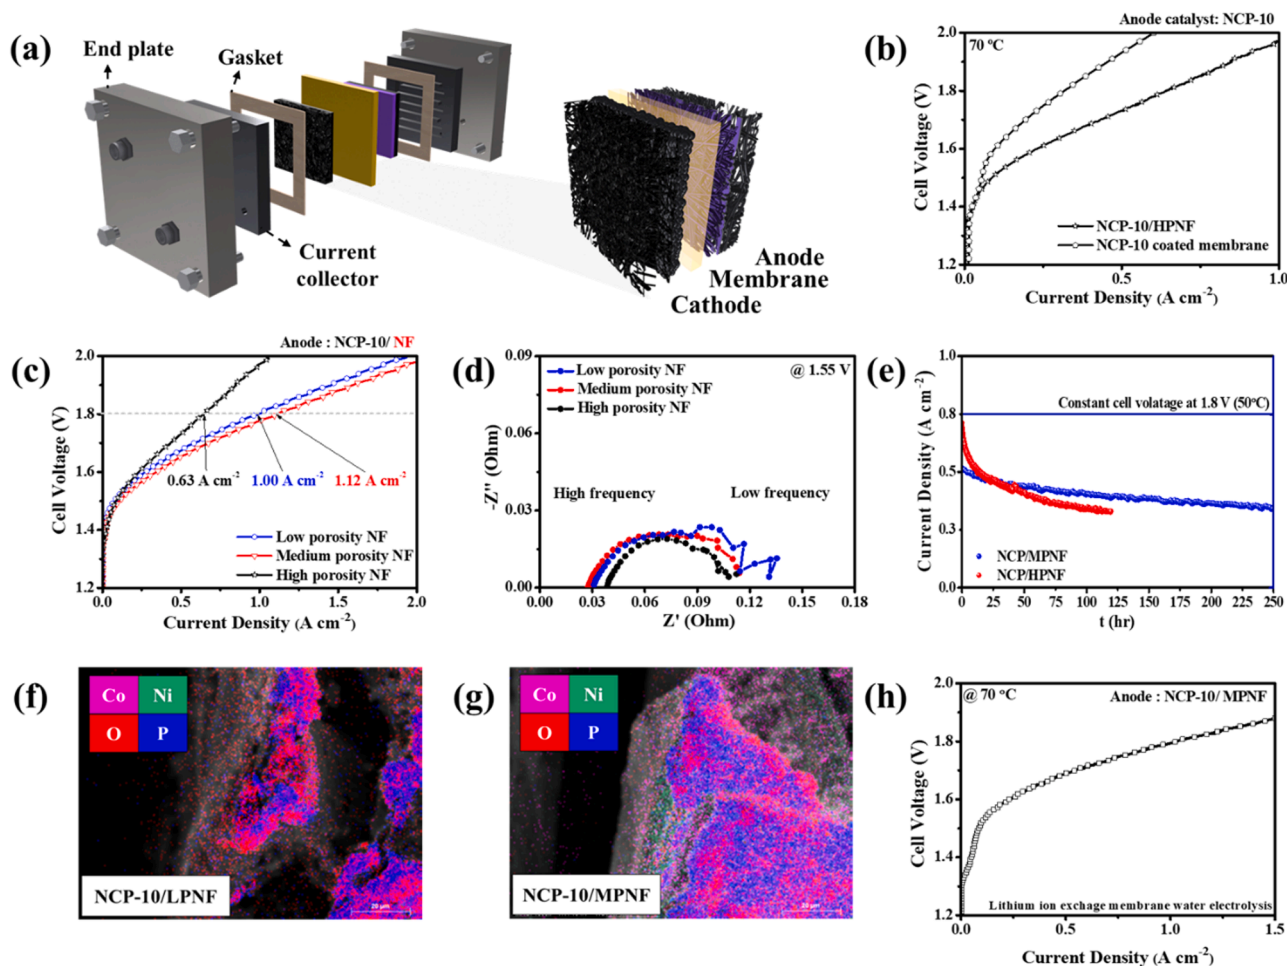 (a)
End plate
Gasket
Current
collector
Anode
Membrane
Cathode
(b)
Anode catalyst: NCP-10
70 ºC
2.0
1.8
1.6
1.4
1.2
Cell Voltage (V)
NCP-10/HPNF
NCP-10 coated membrane
0.0 0.5 1.0
Current Density (A cm⁻²)
(c)
Anode : NCP-10/ NF
2.0
1.8
1.6
1.4
1.2
Cell Voltage (V)
0.63 A cm⁻² 1.00 A cm⁻² 1.12 A cm⁻²
Low porosity NF
Medium porosity NF
High porosity NF
0.0 0.5 1.0 1.5 2.0
Current Density (A cm⁻²)
(d)
0.09
0.06
0.03
0.00
-Z'' (Ohm)
Low porosity NF
Medium porosity NF
High porosity NF
@ 1.55 V
High frequency Low frequency
0.00 0.03 0.06 0.09 0.12 0.15 0.18
Z' (Ohm)
(e)
1.0
0.8
0.5
0.3
0.0
Current Density (A cm⁻²)
Constant cell volatage at 1.8 V (50ºC)
NCP/MPNF
NCP/HPNF
0 25 50 75 100 125 150 175 200 225 250
t (hr)
(f)
Co Ni
O P
NCP-10/LPNF
20 µm
(g)
Co Ni
O P
NCP-10/MPNF
20 µm
(h)
@ 70 ºC
Anode : NCP-10/ MPNF
2.0
1.8
1.6
1.4
1.2
Cell Voltage (V)
Lithium ion exchage membrane water electrolysis
0.0 0.5 1.0 1.5
Current Density (A cm⁻²)